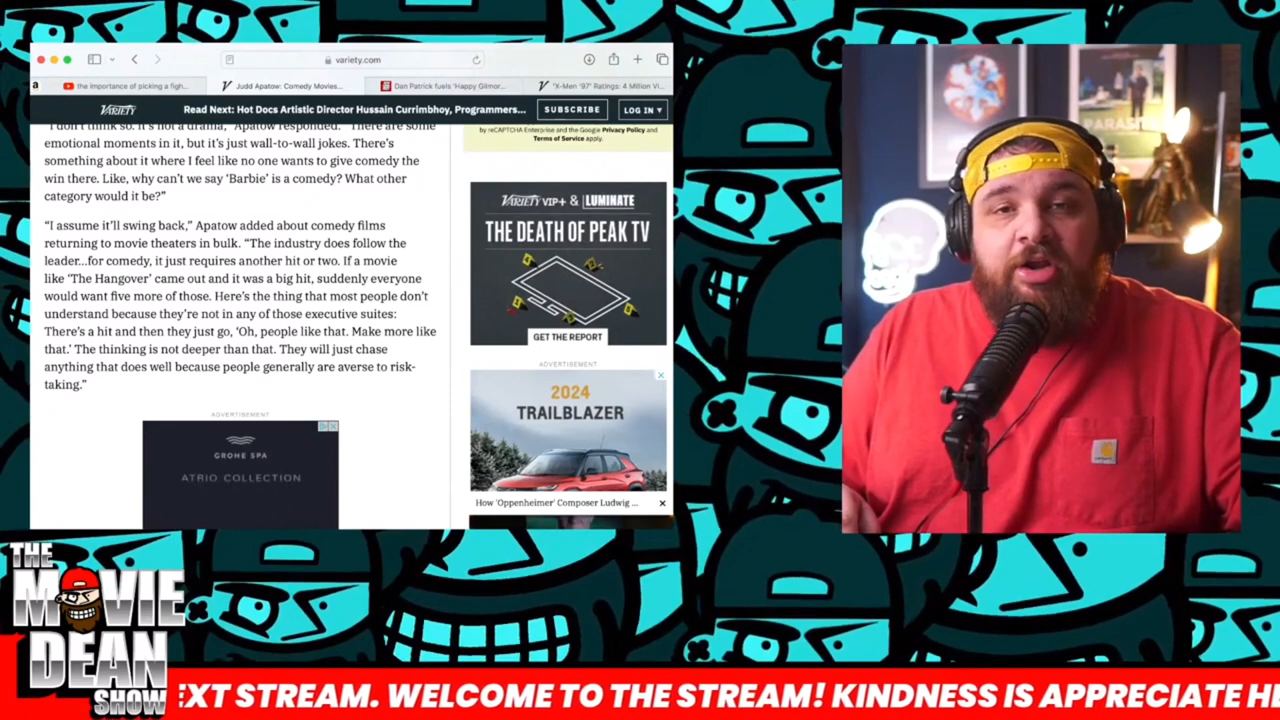 variety.com
the importance of picking a figh...
Judd Apatow: Comedy Movies...
Dan Patrick fuels 'Happy Gilmor...
"X-Men '97" Ratings: 4 Million Vi...
VARIETY
Read Next: Hot Docs Artistic Director Hussain Currimbhoy, Programmers...
SUBSCRIBE
LOG IN ▾
"I don't think so. It's not a drama," Apatow responded. "There are some
emotional moments in it, but it's just wall-to-wall jokes. There's
something about it where I feel like no one wants to give comedy the
win there. Like, why can't we say 'Barbie' is a comedy? What other
category would it be?"
"I assume it'll swing back," Apatow added about comedy films
returning to movie theaters in bulk. "The industry does follow the
leader...for comedy, it just requires another hit or two. If a movie
like 'The Hangover' came out and it was a big hit, suddenly everyone
would want five more of those. Here's the thing that most people don't
understand because they're not in any of those executive suites:
There's a hit and then they just go, 'Oh, people like that. Make more like
that.' The thinking is not deeper than that. They will just chase
anything that does well because people generally are averse to risk-
taking."
ADVERTISEMENT
GROHE SPA
ATRIO COLLECTION
by reCAPTCHA Enterprise and the Google Privacy Policy and
Terms of Service apply.
VARIETY VIP+ & LUMINATE
THE DEATH OF PEAK TV
GET THE REPORT
ADVERTISEMENT
2024
TRAILBLAZER
How 'Oppenheimer' Composer Ludwig ...
PARASITE
carhartt
THE
MOVIE
DEAN
SHOW
EXT STREAM. WELCOME TO THE STREAM! KINDNESS IS APPRECIATE HE